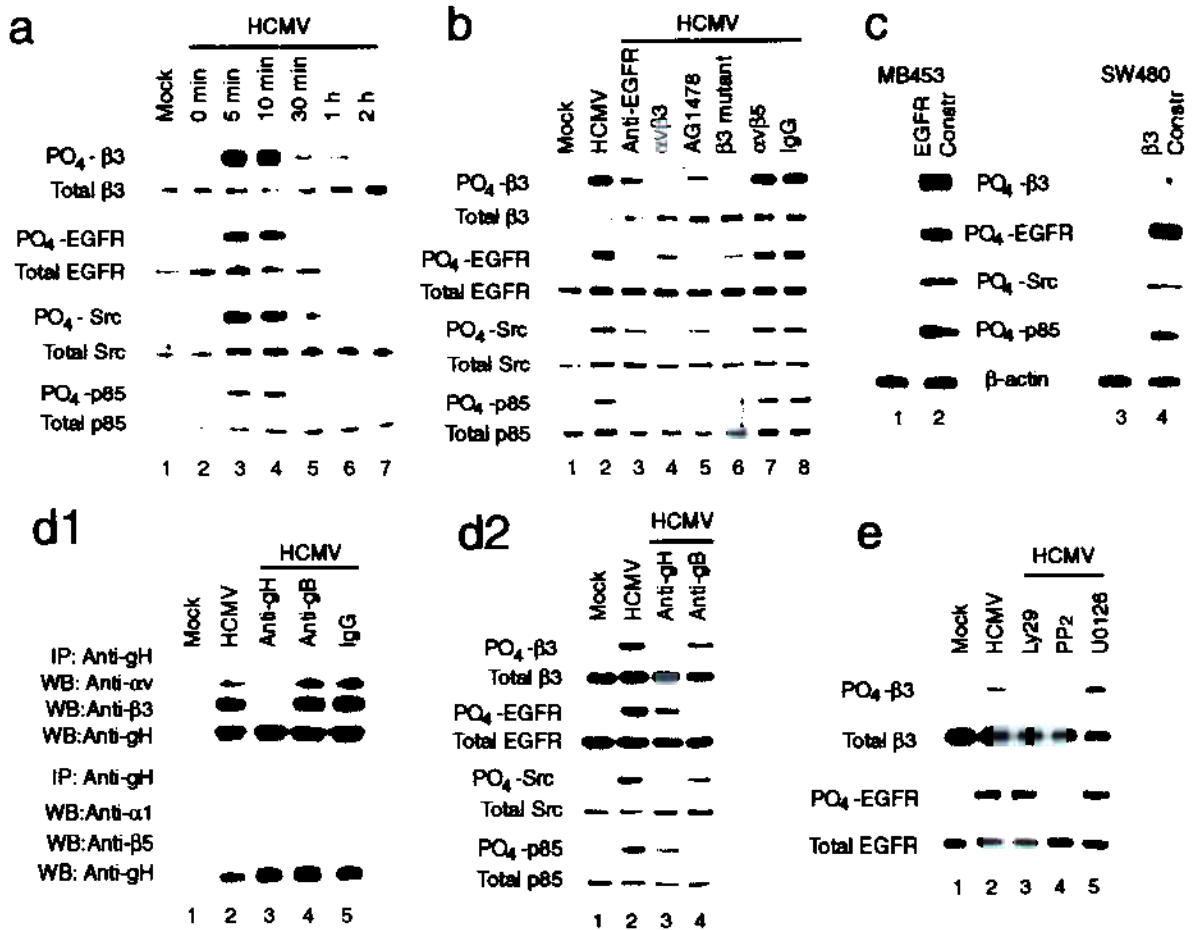 a
HCMV
Mock
0 min
5 min
10 min
30 min
1 h
2 h
PO4 - β3
Total β3
PO4 -EGFR
Total EGFR
PO4 - Src
Total Src
PO4 -p85
Total p85
1 2 3 4 5 6 7
b
HCMV
Mock
HCMV
Anti-EGFR
αvβ3
AG1478
β3 mutant
αvβ5
IgG
PO4 -β3
Total β3
PO4 -EGFR
Total EGFR
PO4 -Src
Total Src
PO4 -p85
Total p85
1 2 3 4 5 6 7 8
c
MB453 SW480
EGFR
Constr
β3
Constr
PO4 -β3
PO4 -EGFR
PO4 -Src
PO4 -p85
β-actin
1 2 3 4
d1
HCMV
Mock
HCMV
Anti-gH
Anti-gB
IgG
IP: Anti-gH
WB: Anti-αv
WB:Anti-β3
WB:Anti-gH
IP: Anti-gH
WB:Anti-α1
WB:Anti-β5
WB: Anti-gH
1 2 3 4 5
d2
HCMV
Mock
HCMV
Anti-gH
Anti-gB
PO4 -β3
Total β3
PO4 -EGFR
Total EGFR
PO4 -Src
Total Src
PO4 -p85
Total p85
1 2 3 4
e
HCMV
Mock
HCMV
Ly29
PP2
U0126
PO4 -β3
Total β3
PO4 -EGFR
Total EGFR
1 2 3 4 5